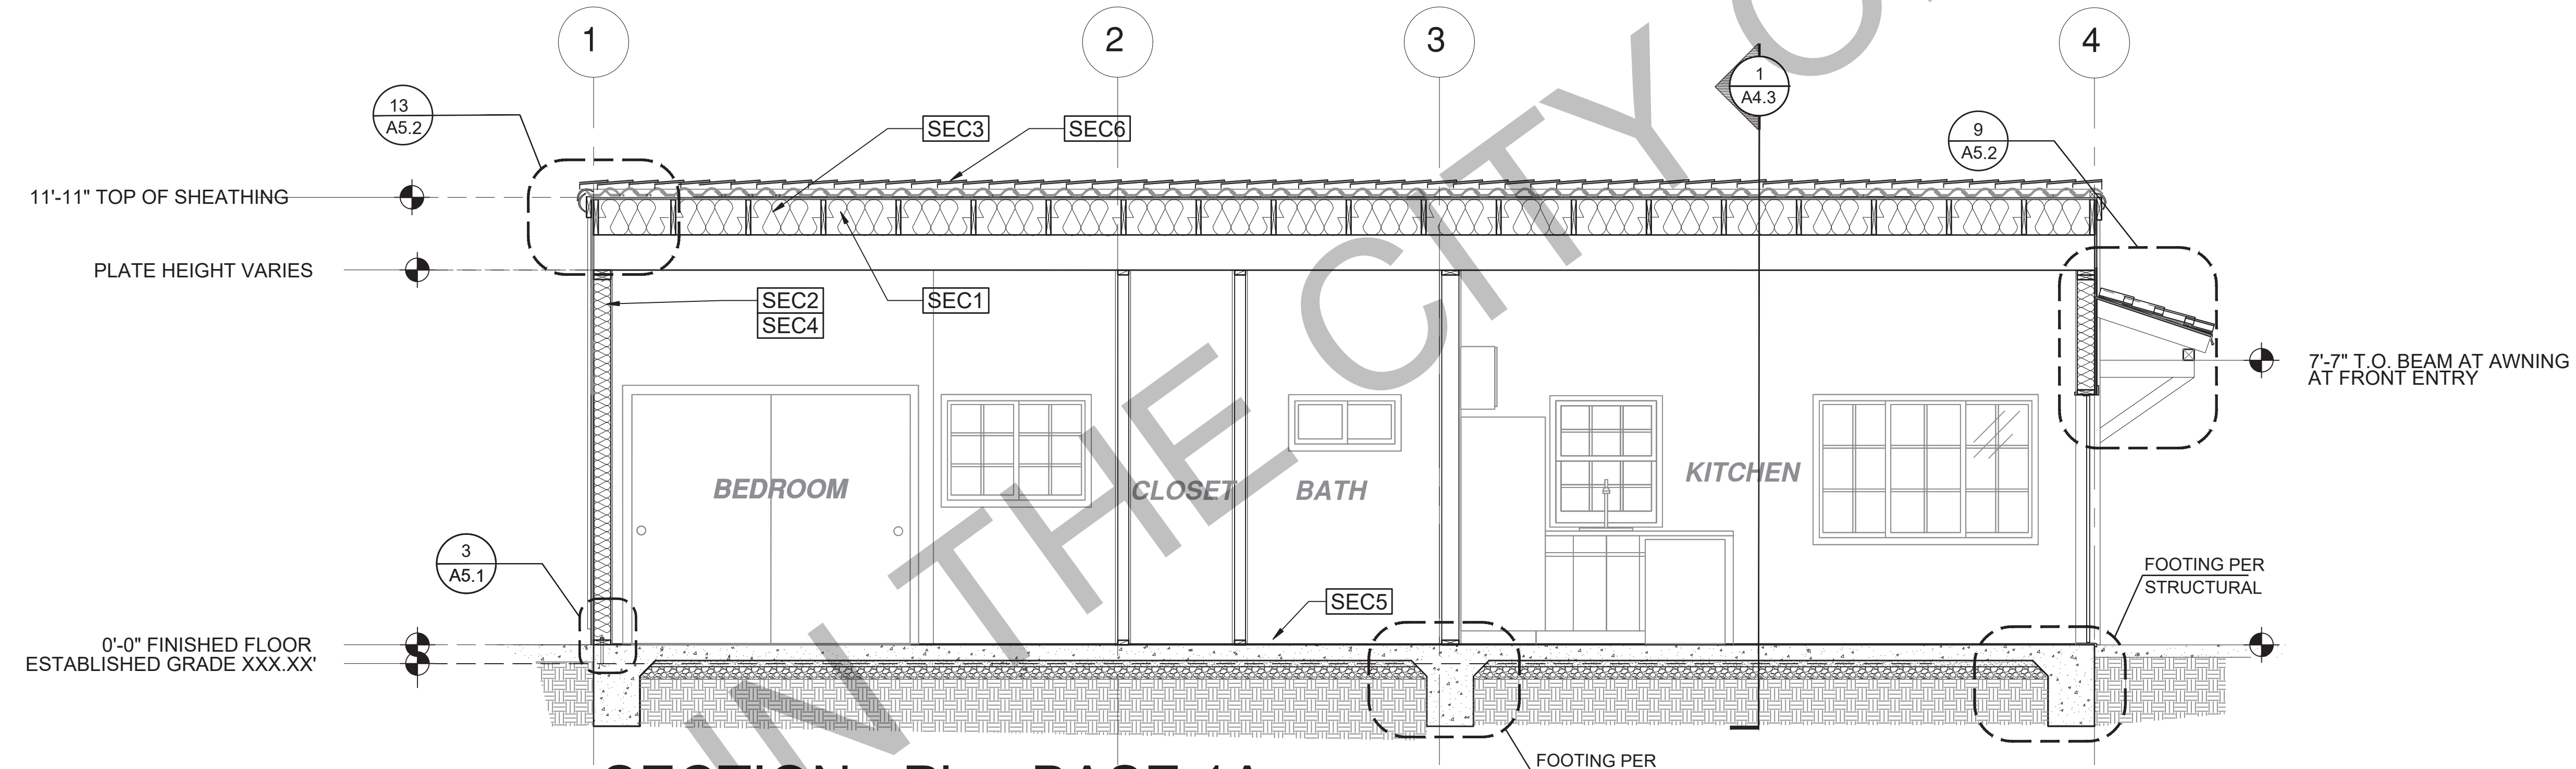 1
2
3
4
1
A4.3
13
A5.2
9
A5.2
SEC3
SEC6
11'-11" TOP OF SHEATHING
PLATE HEIGHT VARIES
SEC2
SEC4
SEC1
7'-7" T.O. BEAM AT AWNING
AT FRONT ENTRY
BEDROOM
CLOSET
BATH
KITCHEN
3
A5.1
SEC5
FOOTING PER
STRUCTURAL
0'-0" FINISHED FLOOR
ESTABLISHED GRADE XXX.XX'
FOOTING PER
IN THE CITY